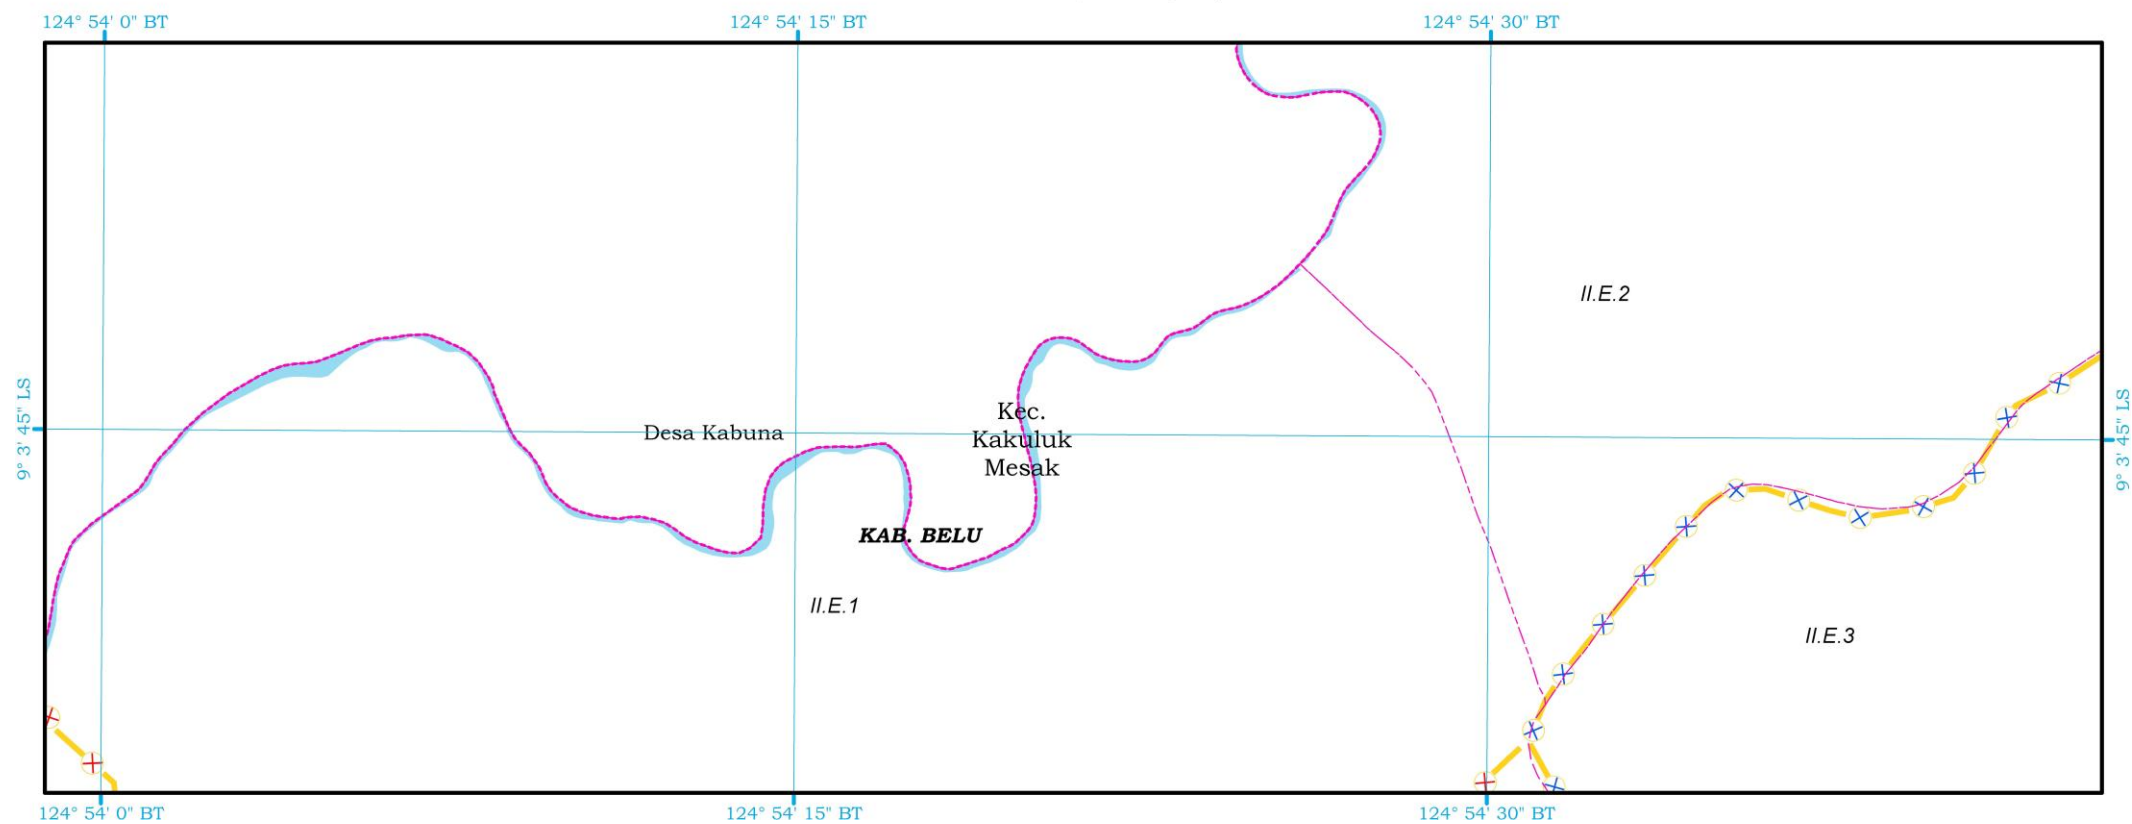 124° 54' 0" BT
124° 54' 15" BT
124° 54' 30" BT
II.E.2
9° 3' 45" LS
Desa Kabuna
Kec.
Kakuluk
Mesak
9° 3' 45" LS
KAB. BELU
II.E.1
II.E.3
124° 54' 0" BT
124° 54' 15" BT
124° 54' 30" BT